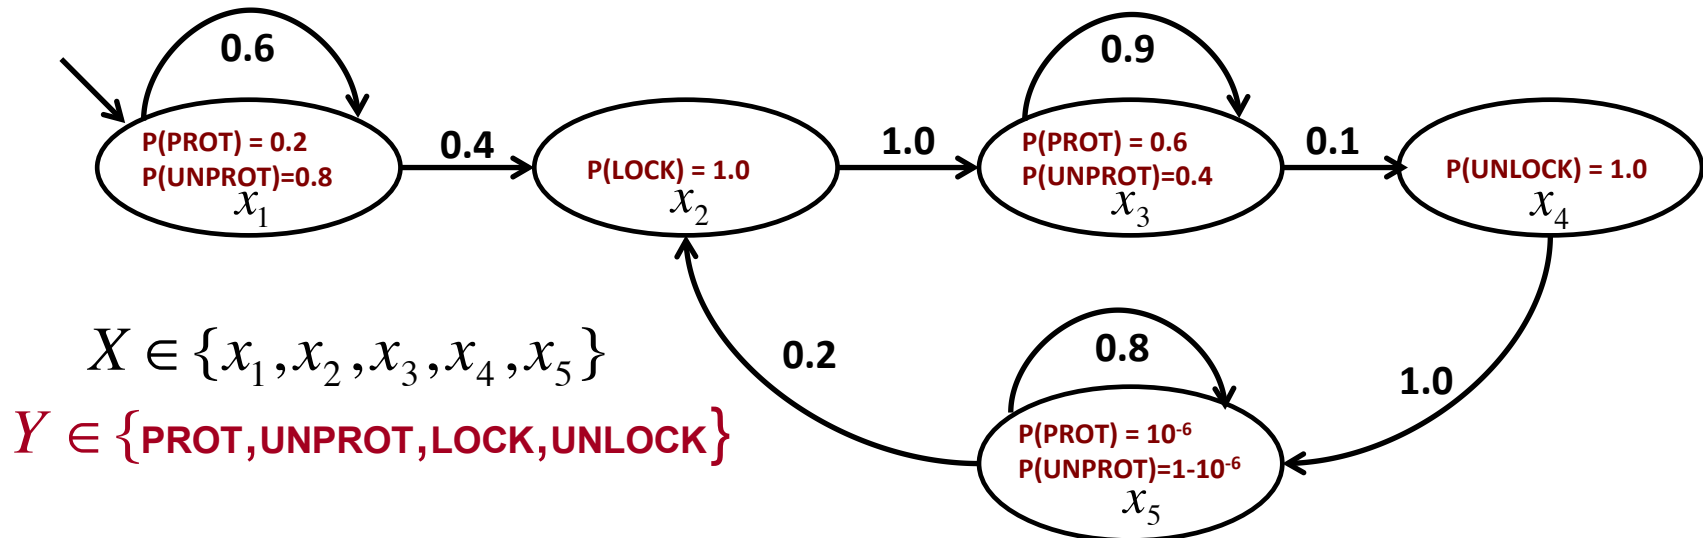 0.6
P(PROT) = 0.2
P(UNPROT)=0.8
x₁
0.4
P(LOCK) = 1.0
x₂
1.0
0.9
P(PROT) = 0.6
P(UNPROT)=0.4
x₃
0.1
P(UNLOCK) = 1.0
x₄
X ∈ {x₁,x₂,x₃,x₄,x₅}
Y ∈ {PROT,UNPROT,LOCK,UNLOCK}
0.2
0.8
P(PROT) = 10⁻⁶
P(UNPROT)=1-10⁻⁶
x₅
1.0